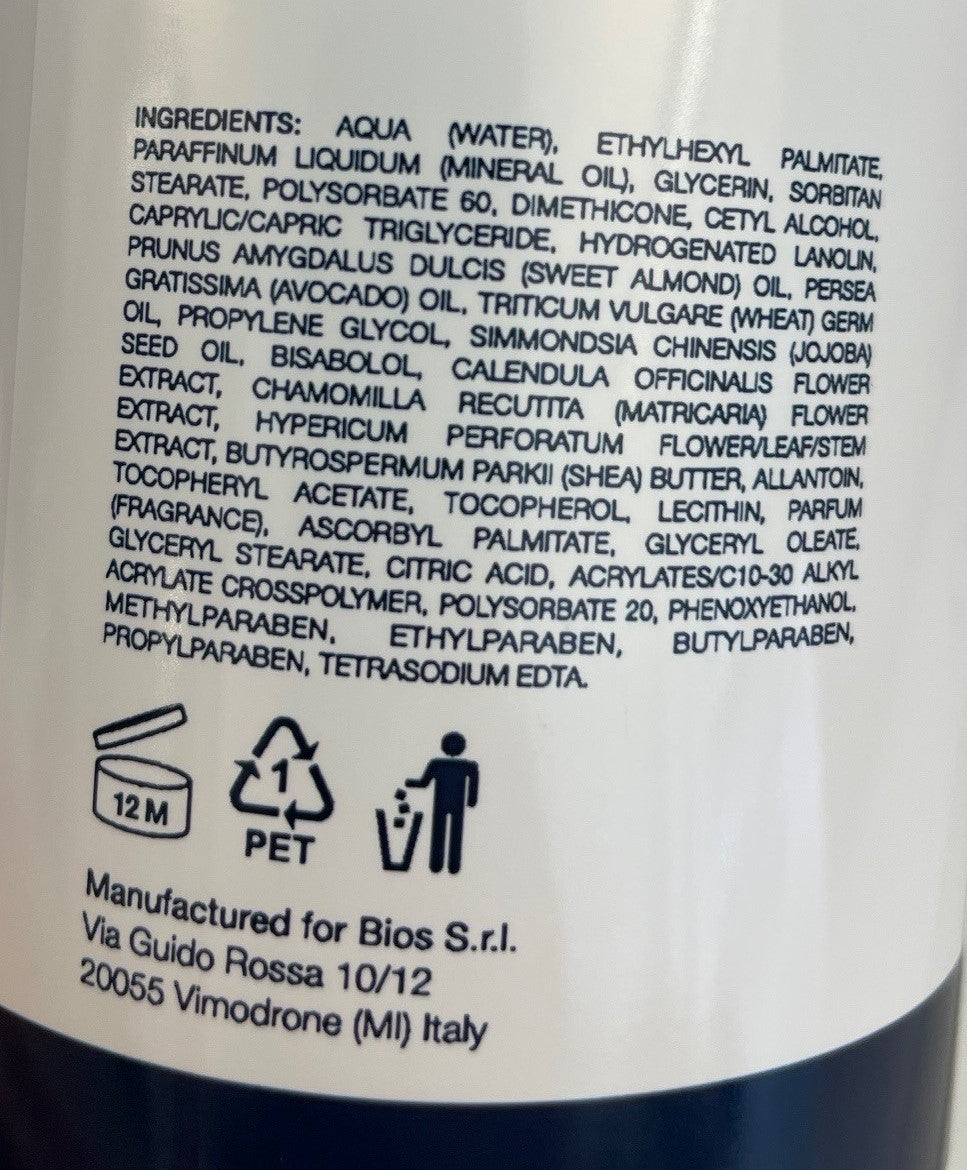 INGREDIENTS: AQUA (WATER), ETHYLHEXYL PALMITATE,
PARAFFINUM LIQUIDUM (MINERAL OIL), GLYCERIN, SORBITAN
STEARATE, POLYSORBATE 60, DIMETHICONE, CETYL ALCOHOL,
CAPRYLIC/CAPRIC TRIGLYCERIDE, HYDROGENATED LANOLIN,
PRUNUS AMYGDALUS DULCIS (SWEET ALMOND) OIL, PERSEA
GRATISSIMA (AVOCADO) OIL, TRITICUM VULGARE (WHEAT) GERM
OIL, PROPYLENE GLYCOL, SIMMONDSIA CHINENSIS (JOJOBA)
SEED OIL, BISABOLOL, CALENDULA OFFICINALIS FLOWER
EXTRACT, CHAMOMILLA RECUTITA (MATRICARIA) FLOWER
EXTRACT, HYPERICUM PERFORATUM FLOWER/LEAF/STEM
EXTRACT, BUTYROSPERMUM PARKII (SHEA) BUTTER, ALLANTOIN,
TOCOPHERYL ACETATE, TOCOPHEROL, LECITHIN, PARFUM
(FRAGRANCE), ASCORBYL PALMITATE, GLYCERYL OLEATE,
GLYCERYL STEARATE, CITRIC ACID, ACRYLATES/C10-30 ALKYL
ACRYLATE CROSSPOLYMER, POLYSORBATE 20, PHENOXYETHANOL,
METHYLPARABEN, ETHYLPARABEN, BUTYLPARABEN,
PROPYLPARABEN, TETRASODIUM EDTA.
12 M
1
PET
Manufactured for Bios S.r.l.
Via Guido Rossa 10/12
20055 Vimodrone (MI) Italy